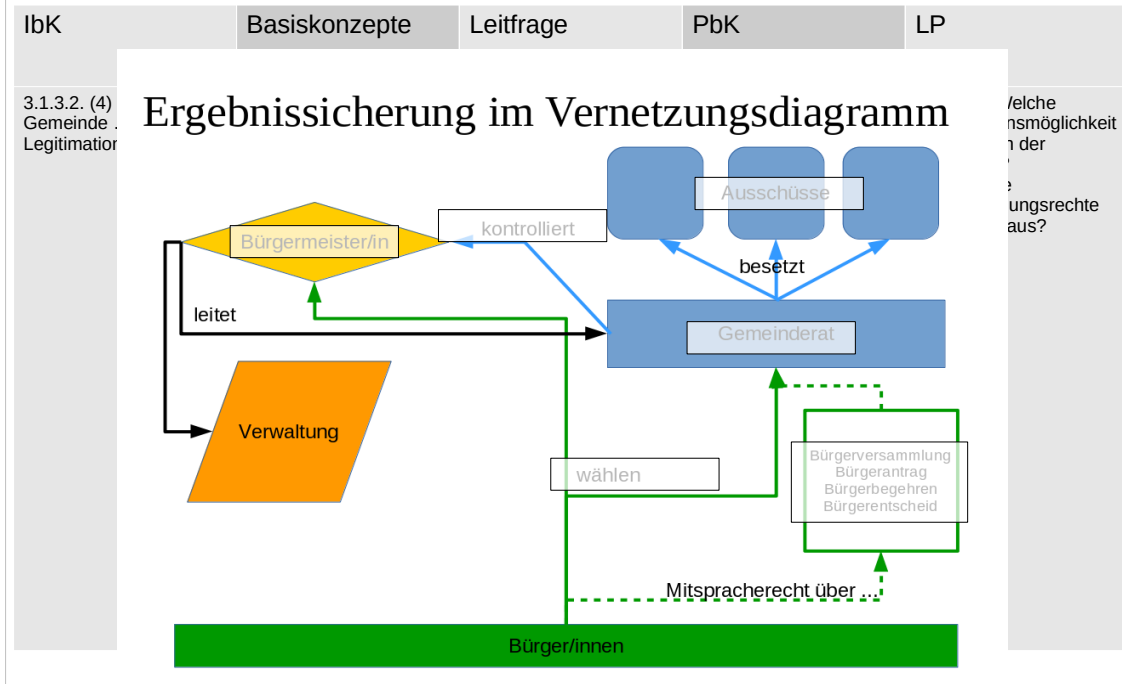 IbK
Basiskonzepte
Leitfrage
PbK
LP
3.1.3.2. (4)
Gemeinde
Ergebnissicherung im Vernetzungsdiagramm
Ausschüsse
kontrolliert
Bürgermeister/in
besetzt
leitet
Gemeinderat
Verwaltung
Bürgerversammlung
Bürgerantrag
Bürgerbegehren
Bürgerentscheid
wählen
Mitspracherecht über ...
Bürger/innen
aus?